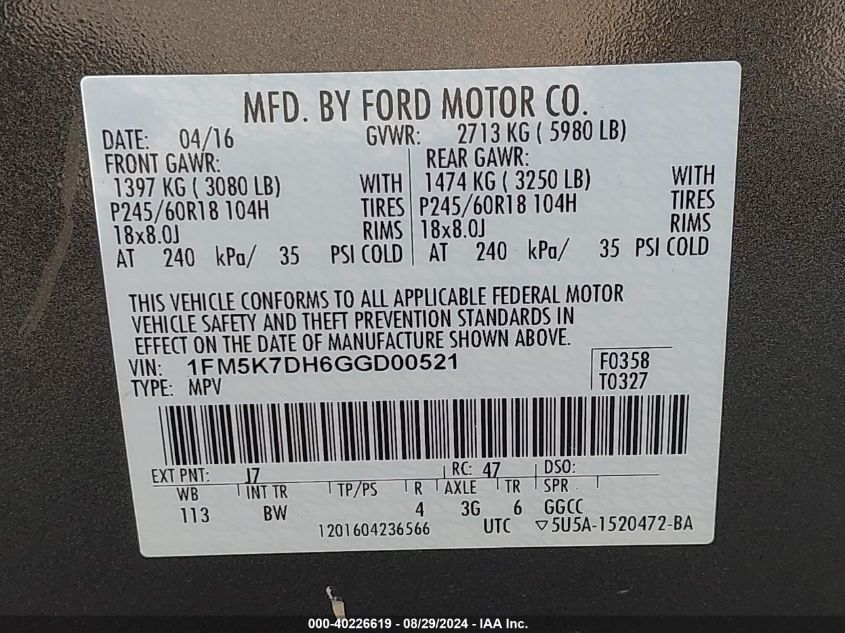 MFD. BY FORD MOTOR CO.
DATE: 04/16 GVWR: 2713 KG ( 5980 LB)
FRONT GAWR: REAR GAWR:
1397 KG ( 3080 LB) WITH 1474 KG ( 3250 LB) WITH
P245/60R18 104H TIRES P245/60R18 104H TIRES
18x8.0J RIMS 18x8.0J RIMS
AT 240 kPa/ 35 PSI COLD AT 240 kPa/ 35 PSI COLD
THIS VEHICLE CONFORMS TO ALL APPLICABLE FEDERAL MOTOR
VEHICLE SAFETY AND THEFT PREVENTION STANDARDS IN
EFFECT ON THE DATE OF MANUFACTURE SHOWN ABOVE.
VIN: 1FM5K7DH6GGD00521 F0358
TYPE: MPV T0327
EXT PNT: J7 RC: 47 DSO:
WB INT TR TP/PS R AXLE TR SPR
113 BW 4 3G 6 GGCC
1201604236566 UTC ▽5U5A-1520472-BA
000-40226619 - 08/29/2024 - IAA Inc.